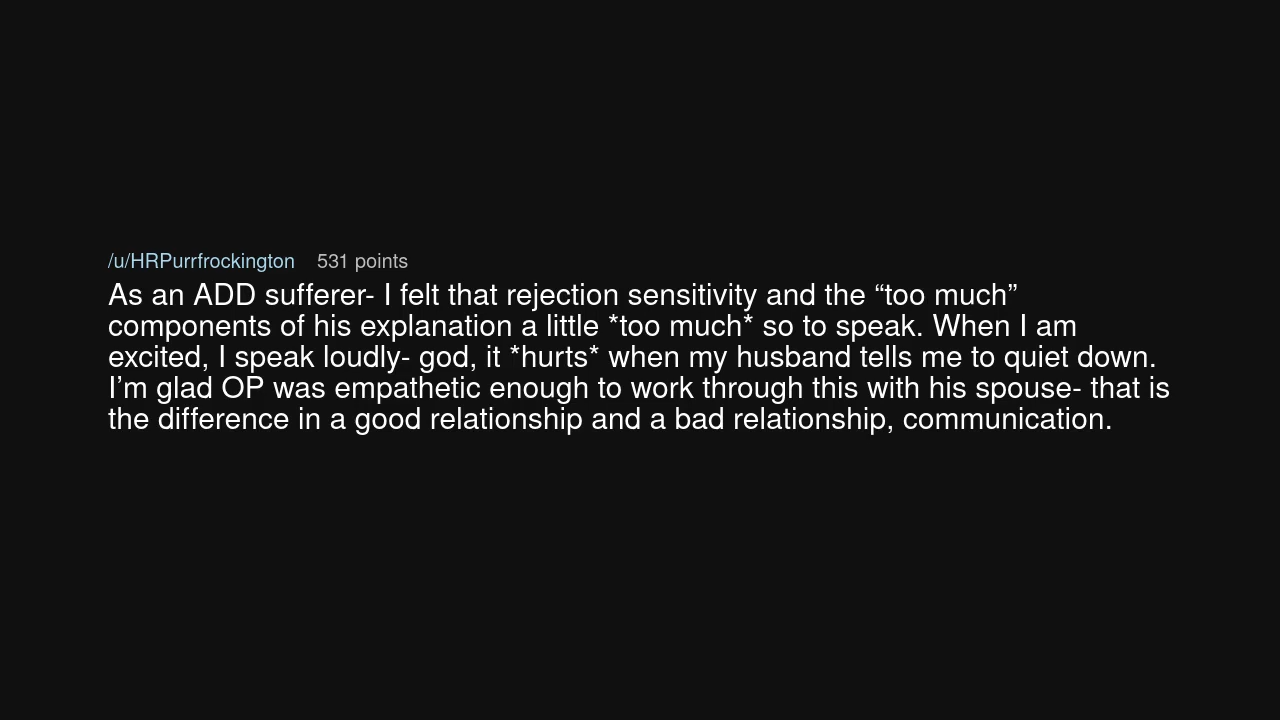 /u/HRPurrfrockington 531 points
As an ADD sufferer- I felt that rejection sensitivity and the “too much”
components of his explanation a little *too much* so to speak. When I am
excited, I speak loudly- god, it *hurts* when my husband tells me to quiet down.
I’m glad OP was empathetic enough to work through this with his spouse- that is
the difference in a good relationship and a bad relationship, communication.